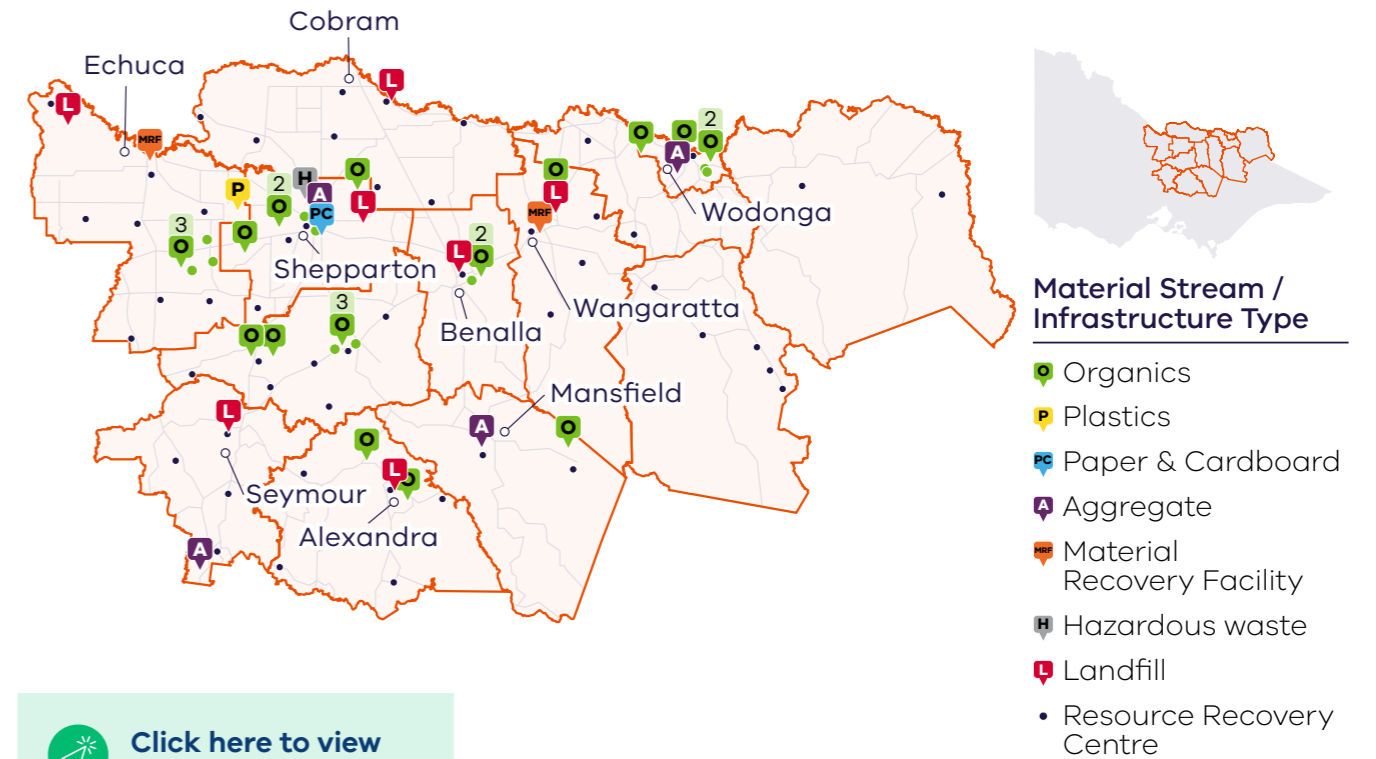 Cobram
Echuca
L
L
MRF
2
O
O
O
A
P
2
O
H
A
PC
O
L
O
L
MRF
Wodonga
3
O
O
Shepparton
L
2
O
Wangaratta
Benalla
3
O
O
O
Mansfield
L
A
O
O
L
O
Seymour
Alexandra
A
Material Stream /
Infrastructure Type
O Organics
P Plastics
PC Paper & Cardboard
A Aggregate
MRF Material
Recovery Facility
H Hazardous waste
L Landfill
Resource Recovery
Centre
Click here to view